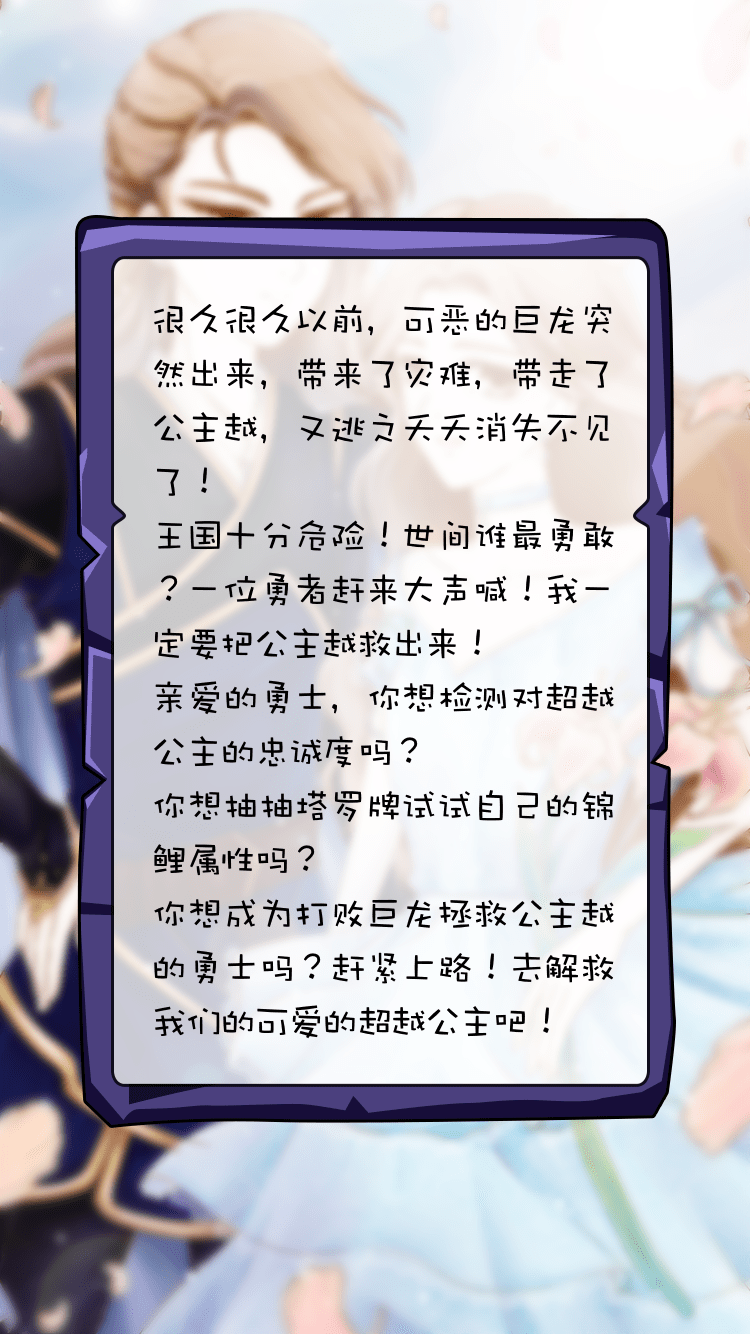 很久很久以前，可恶的巨龙突
然出来，带来了灾难，带走了
公主越，又逃之夭夭消失不见
了！
王国十分危险！世间谁最勇敢
？一位勇者赶来大声喊！我一
定要把公主越救出来！
亲爱的勇士，你想检测对超越
公主的忠诚度吗？
你想抽抽塔罗牌试试自己的锦
鲤属性吗？
你想成为打败巨龙拯救公主越
的勇士吗？赶紧上路！去解救
我们的可爱的超越公主吧！